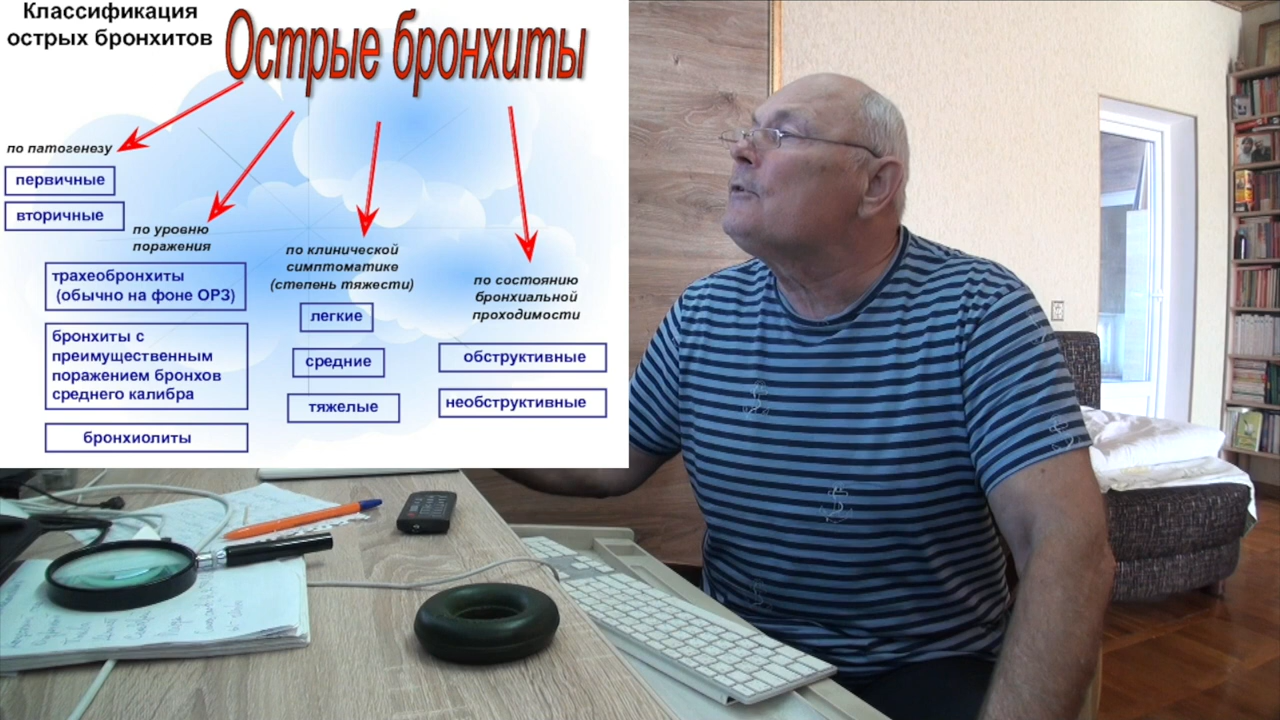 Классификация
острых бронхитов
Острые бронхиты
по патогенезу
первичные
вторичные
по уровню
поражения
трахеобронхиты
(обычно на фоне ОРЗ)
бронхиты с
преимущественным
поражением бронхов
среднего калибра
бронхиолиты
по клинической
симптоматике
(степень тяжести)
легкие
средние
тяжелые
по состоянию
бронхиальной
проходимости
обструктивные
необструктивные